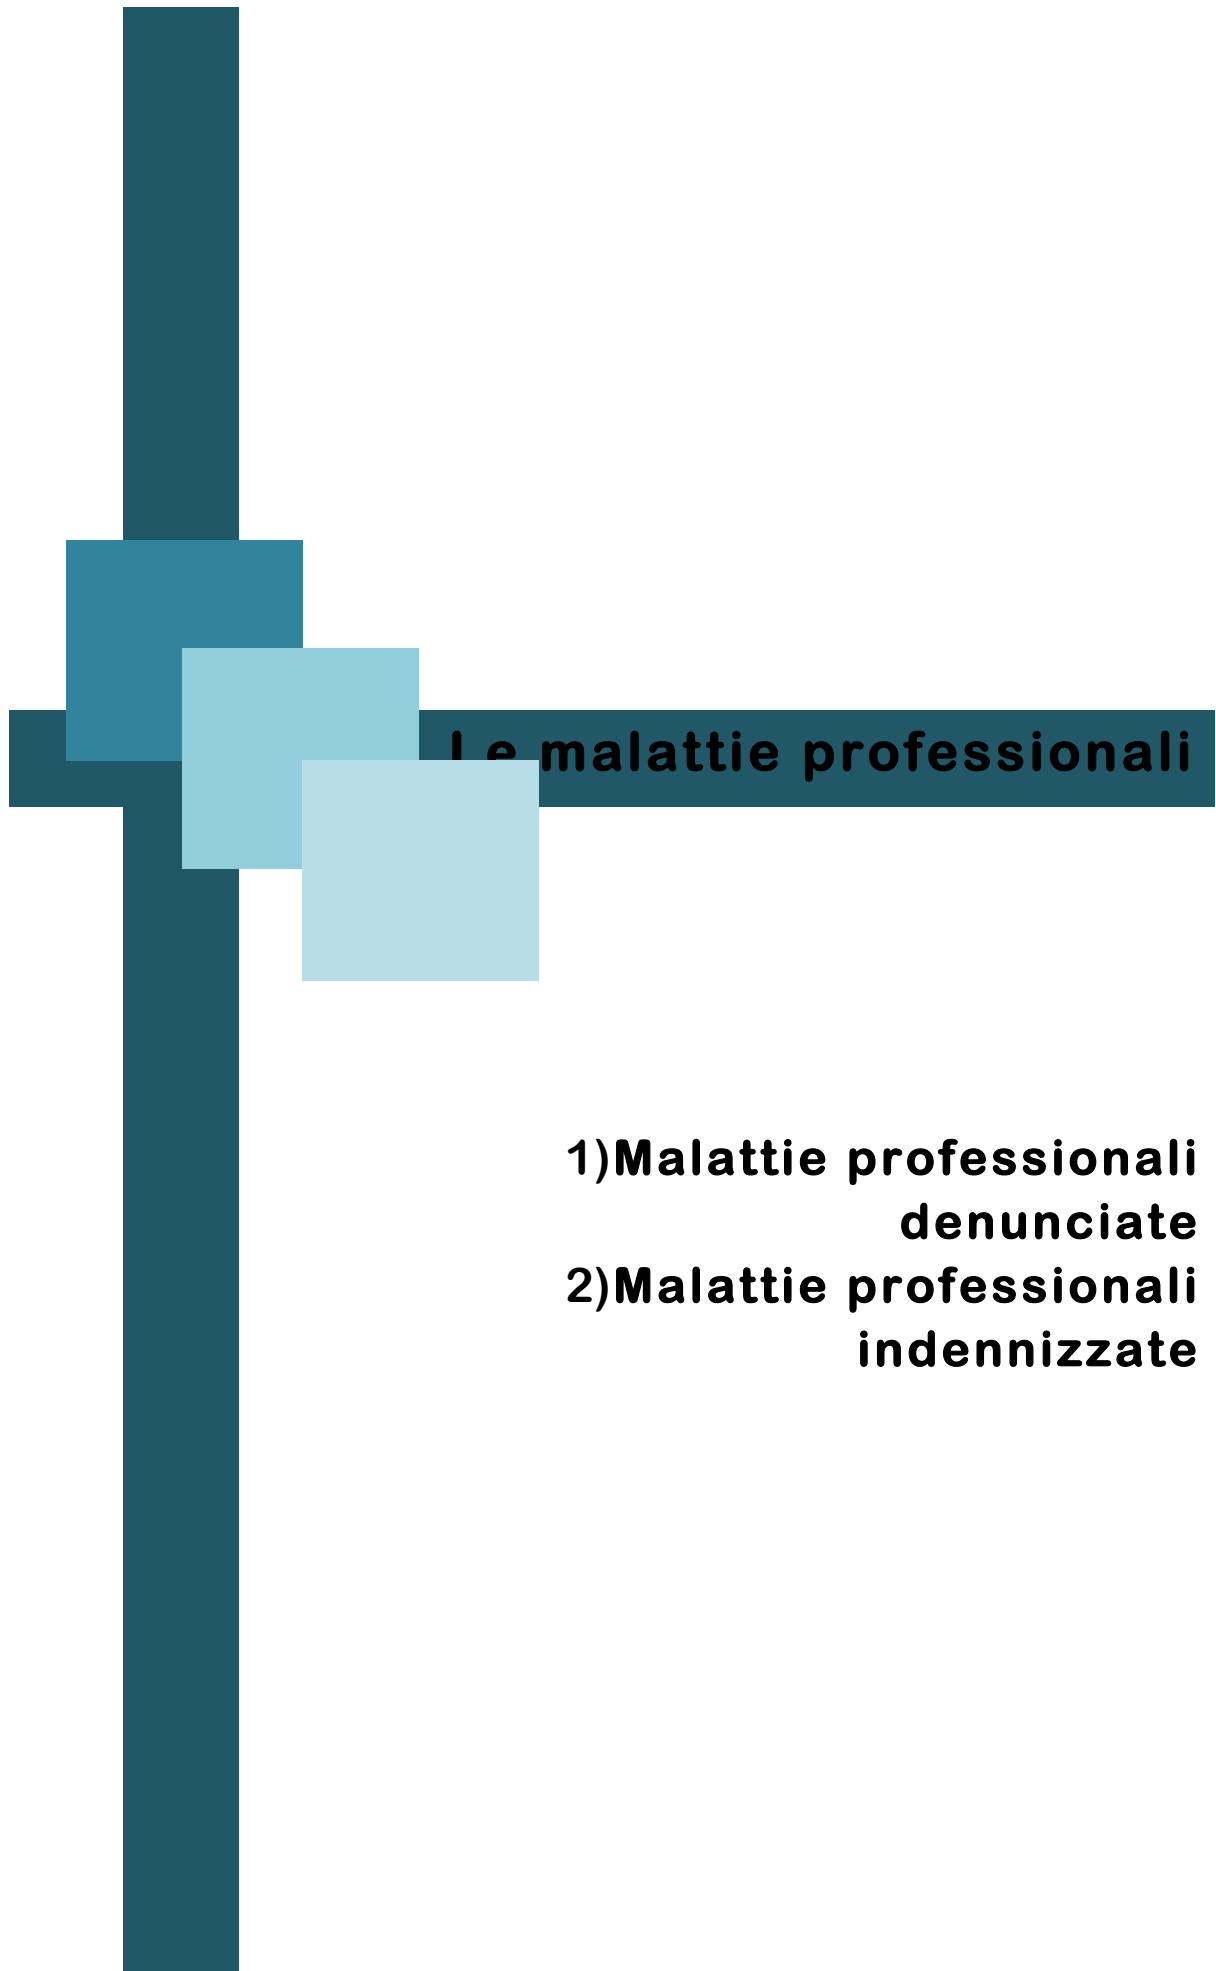 Le malattie professionali
1)Malattie professionali
denunciate
2)Malattie professionali
indennizzate